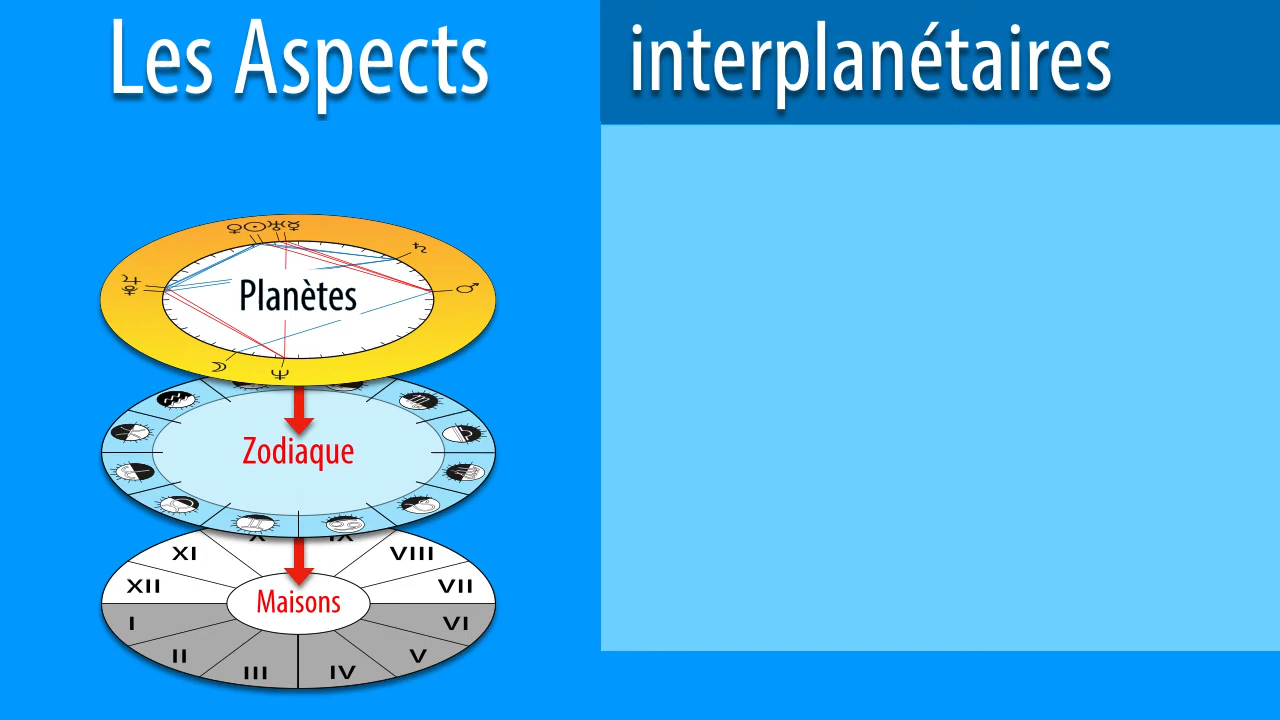 Les Aspects interplanétaires
Planètes
Zodiaque
X IX
XI VIII
Maisons
XII VII
I VI
II V
III IV